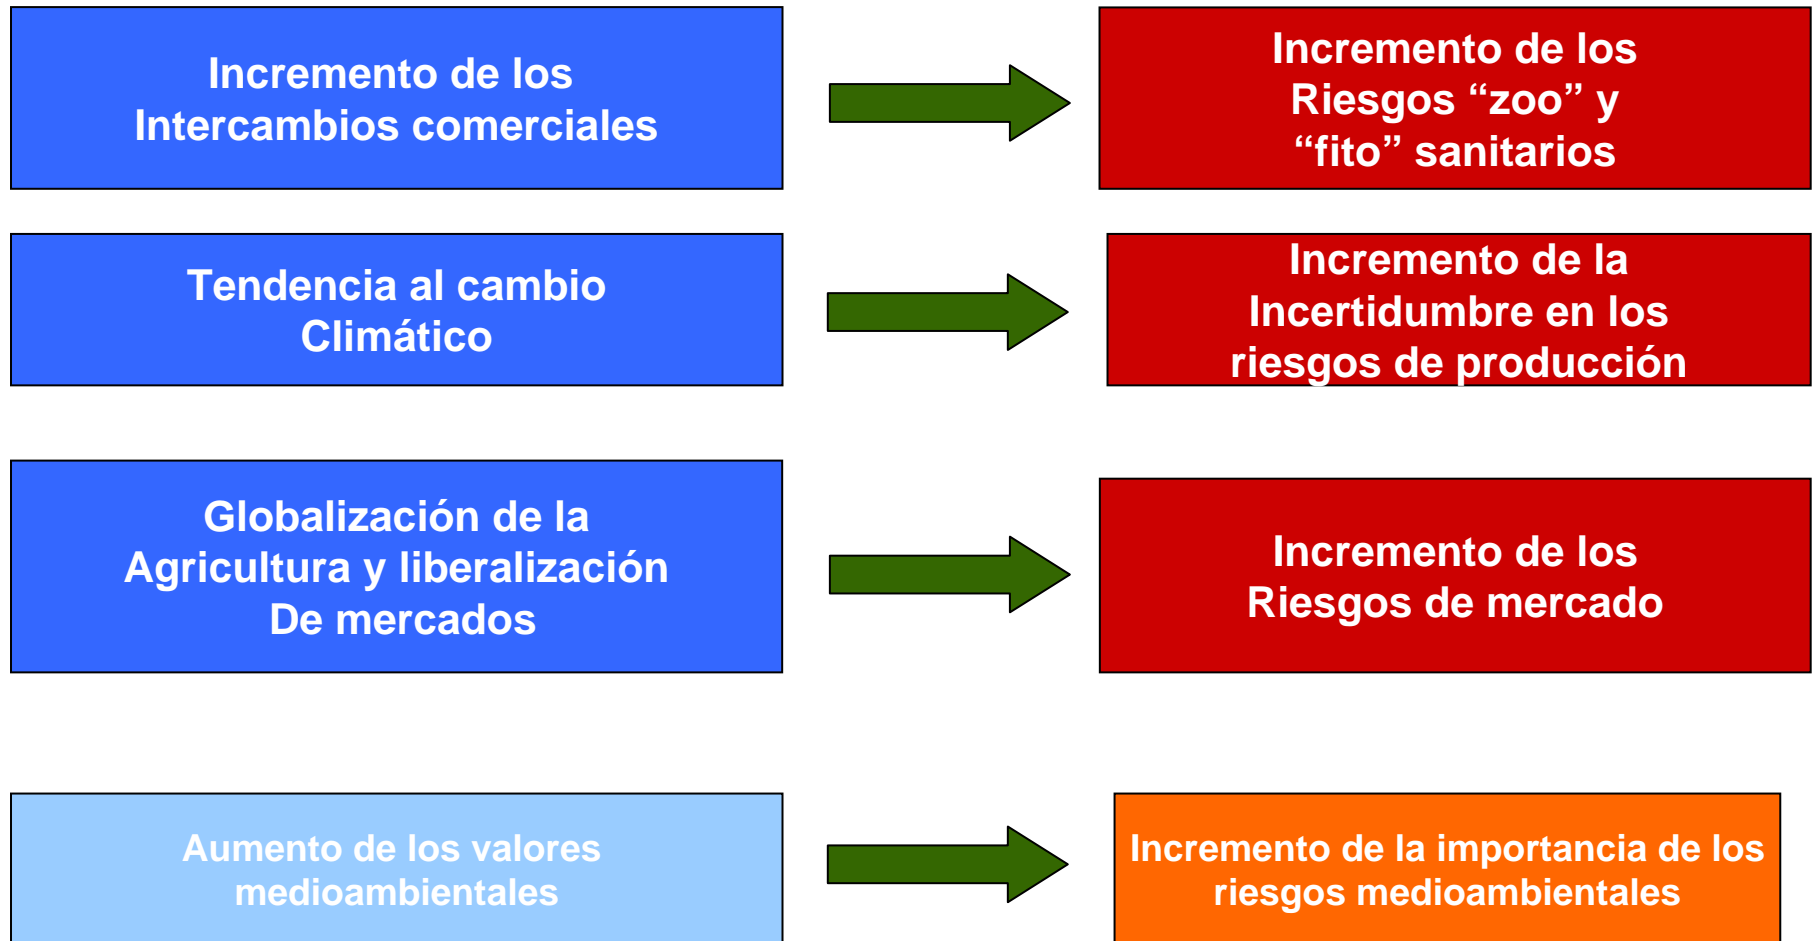 Incremento de los
Intercambios comerciales
Incremento de los
Riesgos “zoo” y
“fito” sanitarios
Tendencia al cambio
Climático
Incremento de la
Incertidumbre en los
riesgos de producción
Globalización de la
Agricultura y liberalización
De mercados
Incremento de los
Riesgos de mercado
Aumento de los valores
medioambientales
Incremento de la importancia de los
riesgos medioambientales